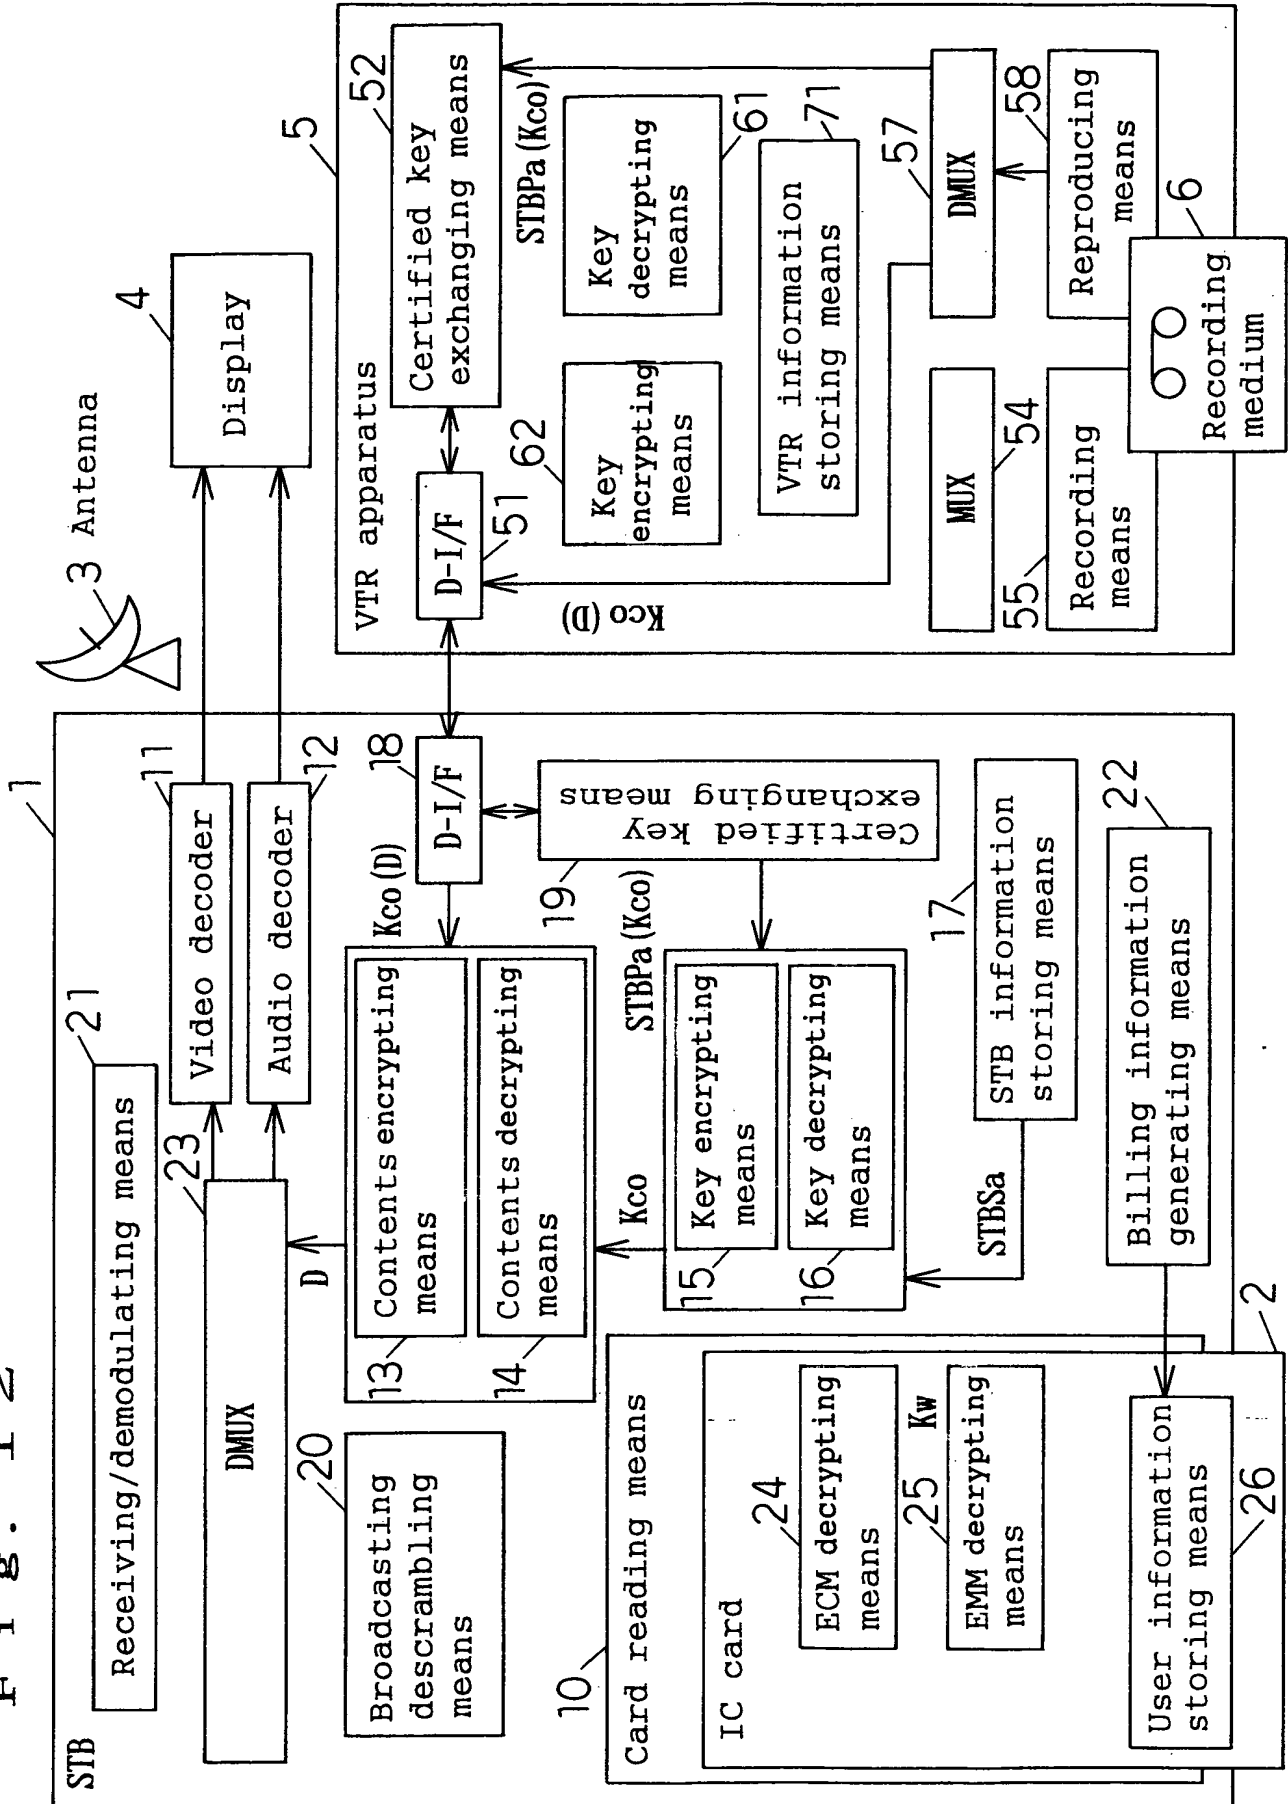 Fig. 12
1
STB
21
Receiving/demodulating means
3 Antenna
23
DMUX
11
Video decoder
12
Audio decoder
4
Display
20
Broadcasting
descrambling
means
D
13
Contents encrypting
means
14
Contents decrypting
means
Kco (D)
18
D-I/F
19
Certified key
exchanging means
Kco
STBPa (Kco)
15
Key encrypting
means
16
Key decrypting
means
STBSa
17
STB information
storing means
22
Billing information
generating means
10
Card reading means
2
IC card
24
ECM decrypting
means
Kw
25
EMM decrypting
means
User information
storing means
26
5
VTR apparatus
D-I/F
51
52
Certified key
exchanging means
STBPa (Kco)
Kco (D)
62
Key
encrypting
means
61
Key
decrypting
means
71
VTR information
storing means
MUX
54
57
DMUX
55
Recording
means
58
Reproducing
means
6
Recording
medium